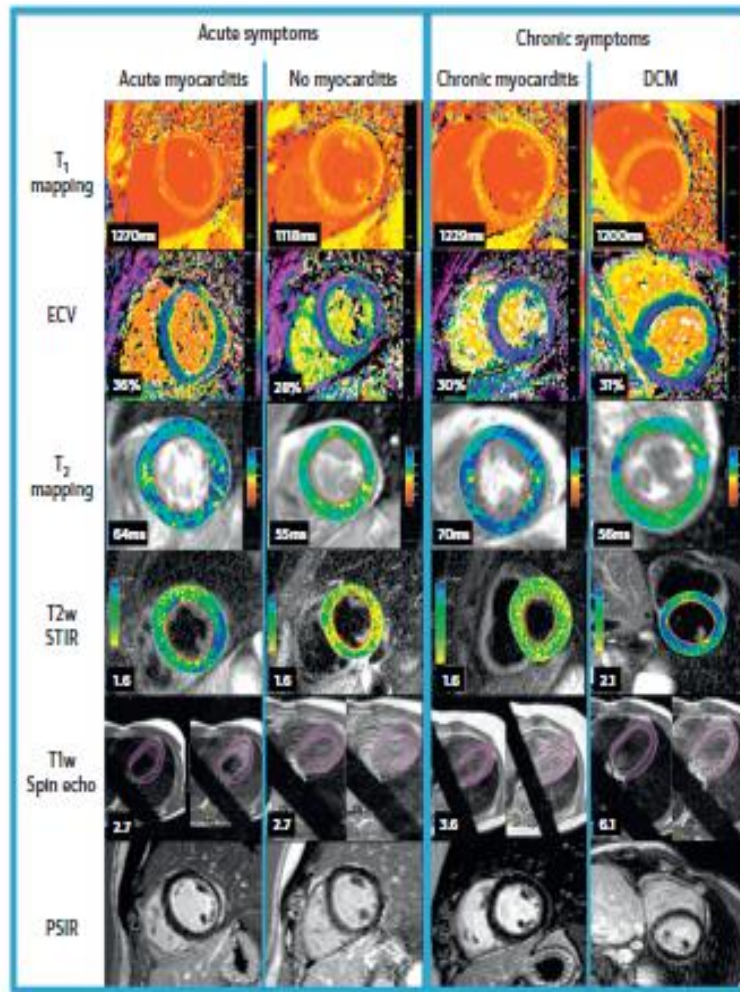 Acute symptoms Chronic symptoms
Acute myocarditis No myocarditis Chronic myocarditis DCM
T1 mapping
1270ms 1118ms 1229ms 1200ms
ECV
36% 28% 30% 31%
T2 mapping
64ms 55ms 70ms 56ms
T2w STIR
1.6 1.6 1.6 2.1
T1w Spin echo
2.7 2.7 3.6 6.1
PSIR